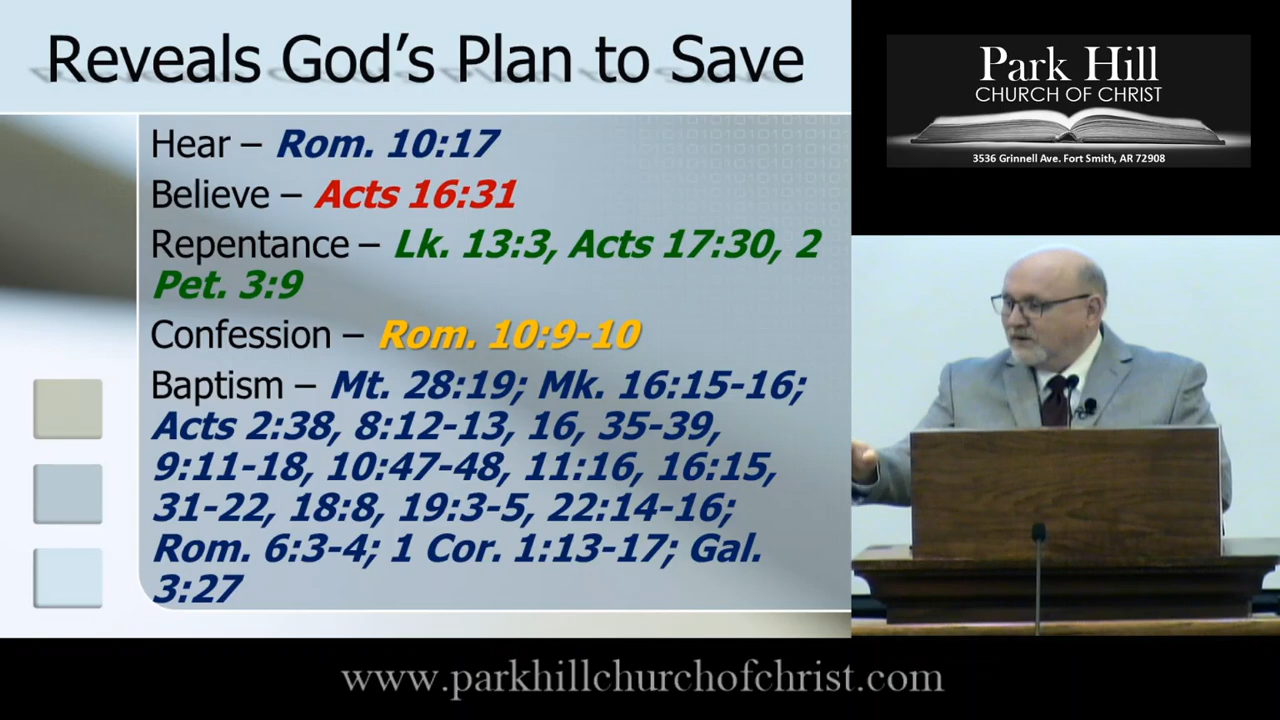 Reveals God's Plan to Save
Hear – Rom. 10:17
Believe – Acts 16:31
Repentance – Lk. 13:3, Acts 17:30, 2
Pet. 3:9
Confession – Rom. 10:9-10
Baptism – Mt. 28:19; Mk. 16:15-16;
Acts 2:38, 8:12-13, 16, 35-39,
9:11-18, 10:47-48, 11:16, 16:15,
31-22, 18:8, 19:3-5, 22:14-16;
Rom. 6:3-4; 1 Cor. 1:13-17; Gal.
3:27
Park Hill
CHURCH OF CHRIST
3536 Grinnell Ave. Fort Smith, AR 72908
www.parkhillchurchofchrist.com